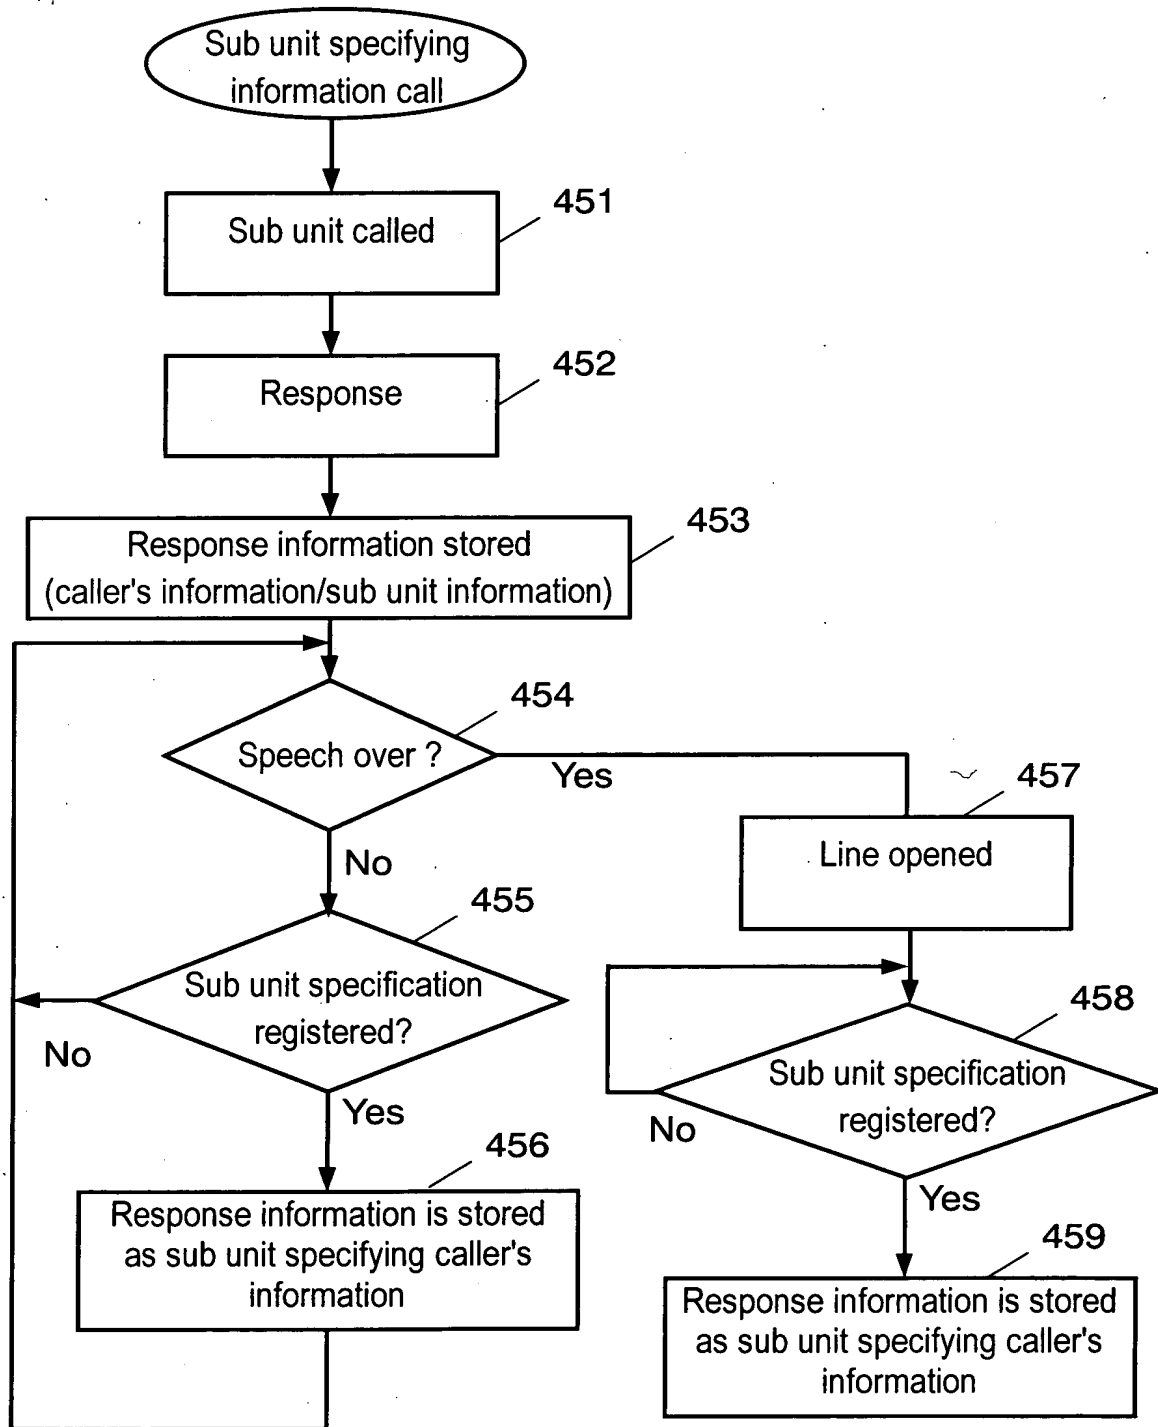 Sub unit specifying
information call
451
Sub unit called
452
Response
453
Response information stored
(caller's information/sub unit information)
454
Speech over ?
Yes
457
Line opened
No
455
Sub unit specification
registered?
No
Yes
458
Sub unit specification
registered?
No
Yes
456
Response information is stored
as sub unit specifying caller's
information
459
Response information is stored
as sub unit specifying caller's
information